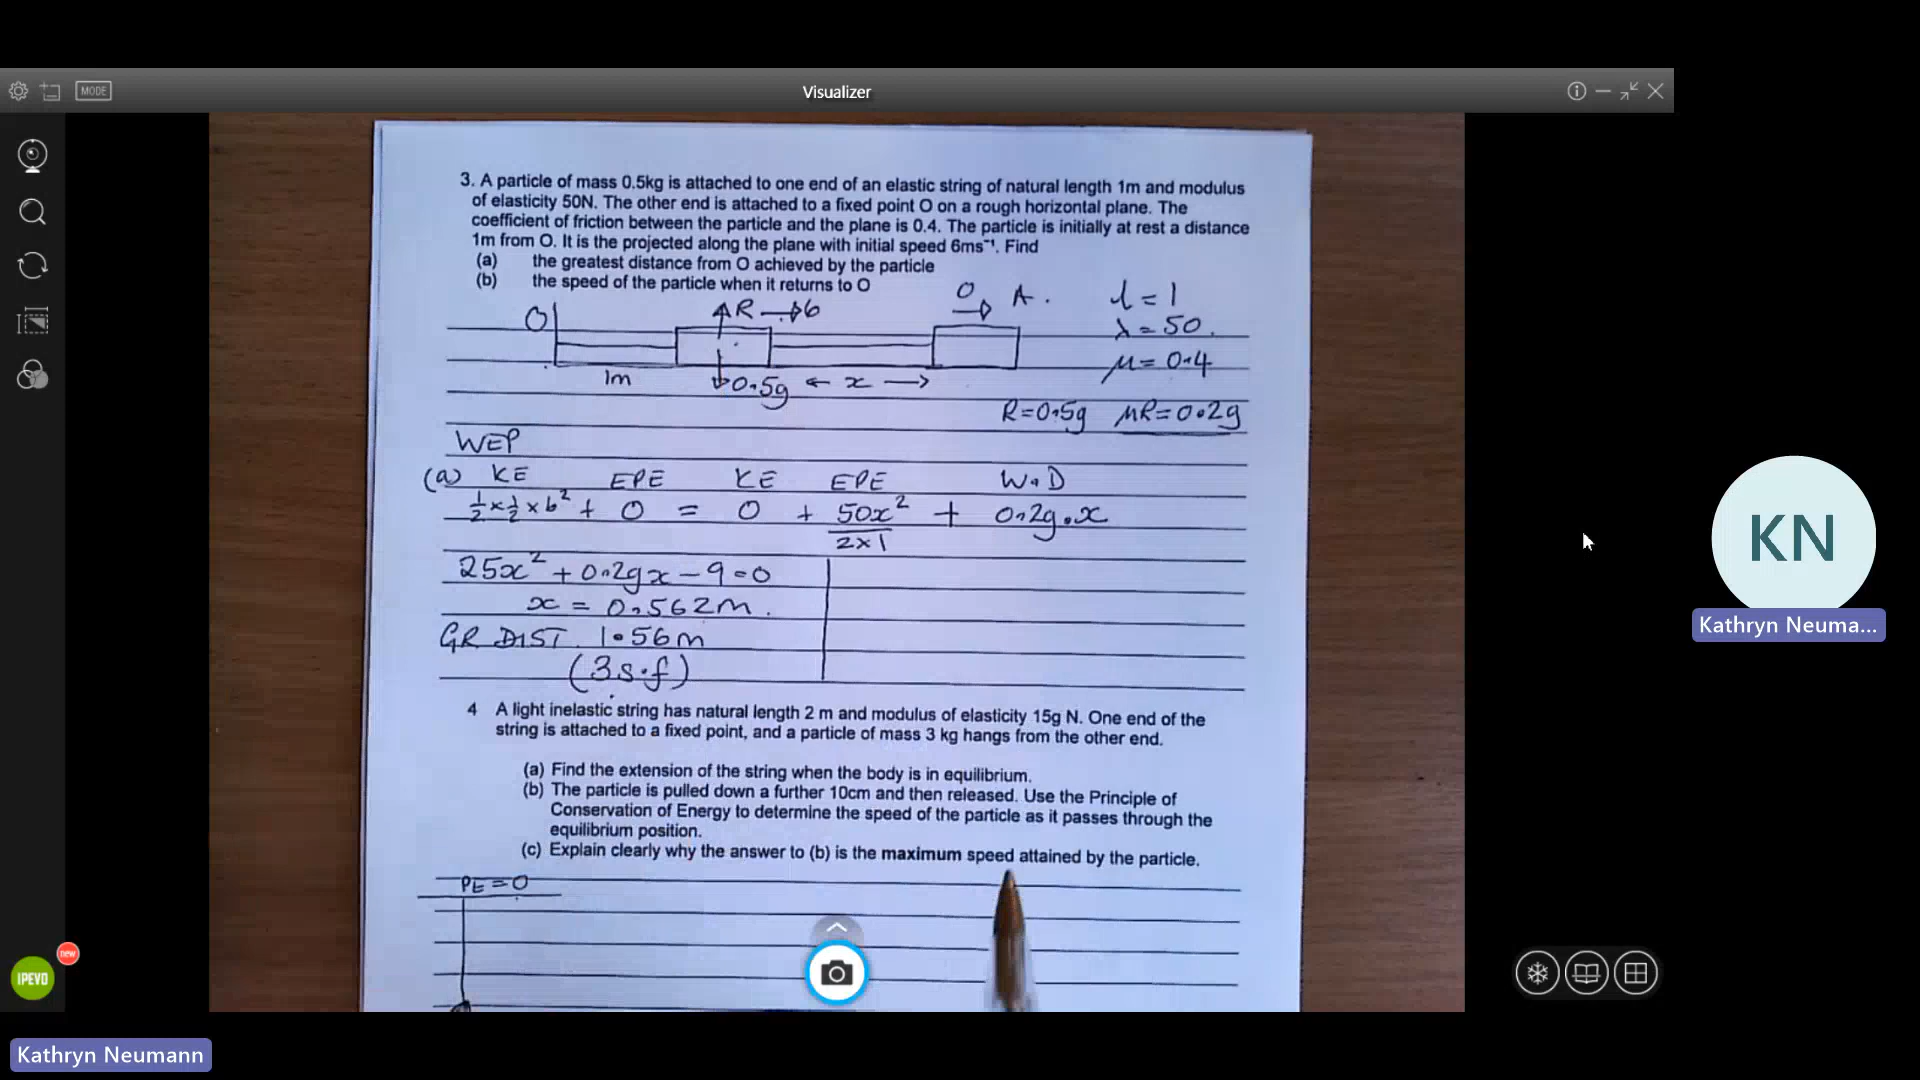 Visualizer
MODE
3. A particle of mass 0.5kg is attached to one end of an elastic string of natural length 1m and modulus
of elasticity 50N. The other end is attached to a fixed point O on a rough horizontal plane. The
coefficient of friction between the particle and the plane is 0.4. The particle is initially at rest a distance
1m from O. It is the projected along the plane with initial speed 6ms⁻¹. Find
(a) the greatest distance from O achieved by the particle
(b) the speed of the particle when it returns to O
O R → 6 O → A. l = 1
λ = 50.
1m 0.5g ← x → μ = 0.4
R = 0.5g μR = 0.2g
WEP
(a) KE EPE KE EPE W.D
½ × ½ × 6² + 0 = 0 + 50x² / 2×1 + 0.2g.x
25x² + 0.2gx - 9 = 0
x = 0.562m.
GR DIST. 1.56m
(3s.f)
4 A light inelastic string has natural length 2 m and modulus of elasticity 15g N. One end of the
string is attached to a fixed point, and a particle of mass 3 kg hangs from the other end.
(a) Find the extension of the string when the body is in equilibrium.
(b) The particle is pulled down a further 10cm and then released. Use the Principle of
Conservation of Energy to determine the speed of the particle as it passes through the
equilibrium position.
(c) Explain clearly why the answer to (b) is the maximum speed attained by the particle.
PE = 0
KN
Kathryn Neuma...
new
IPEVO
Kathryn Neumann